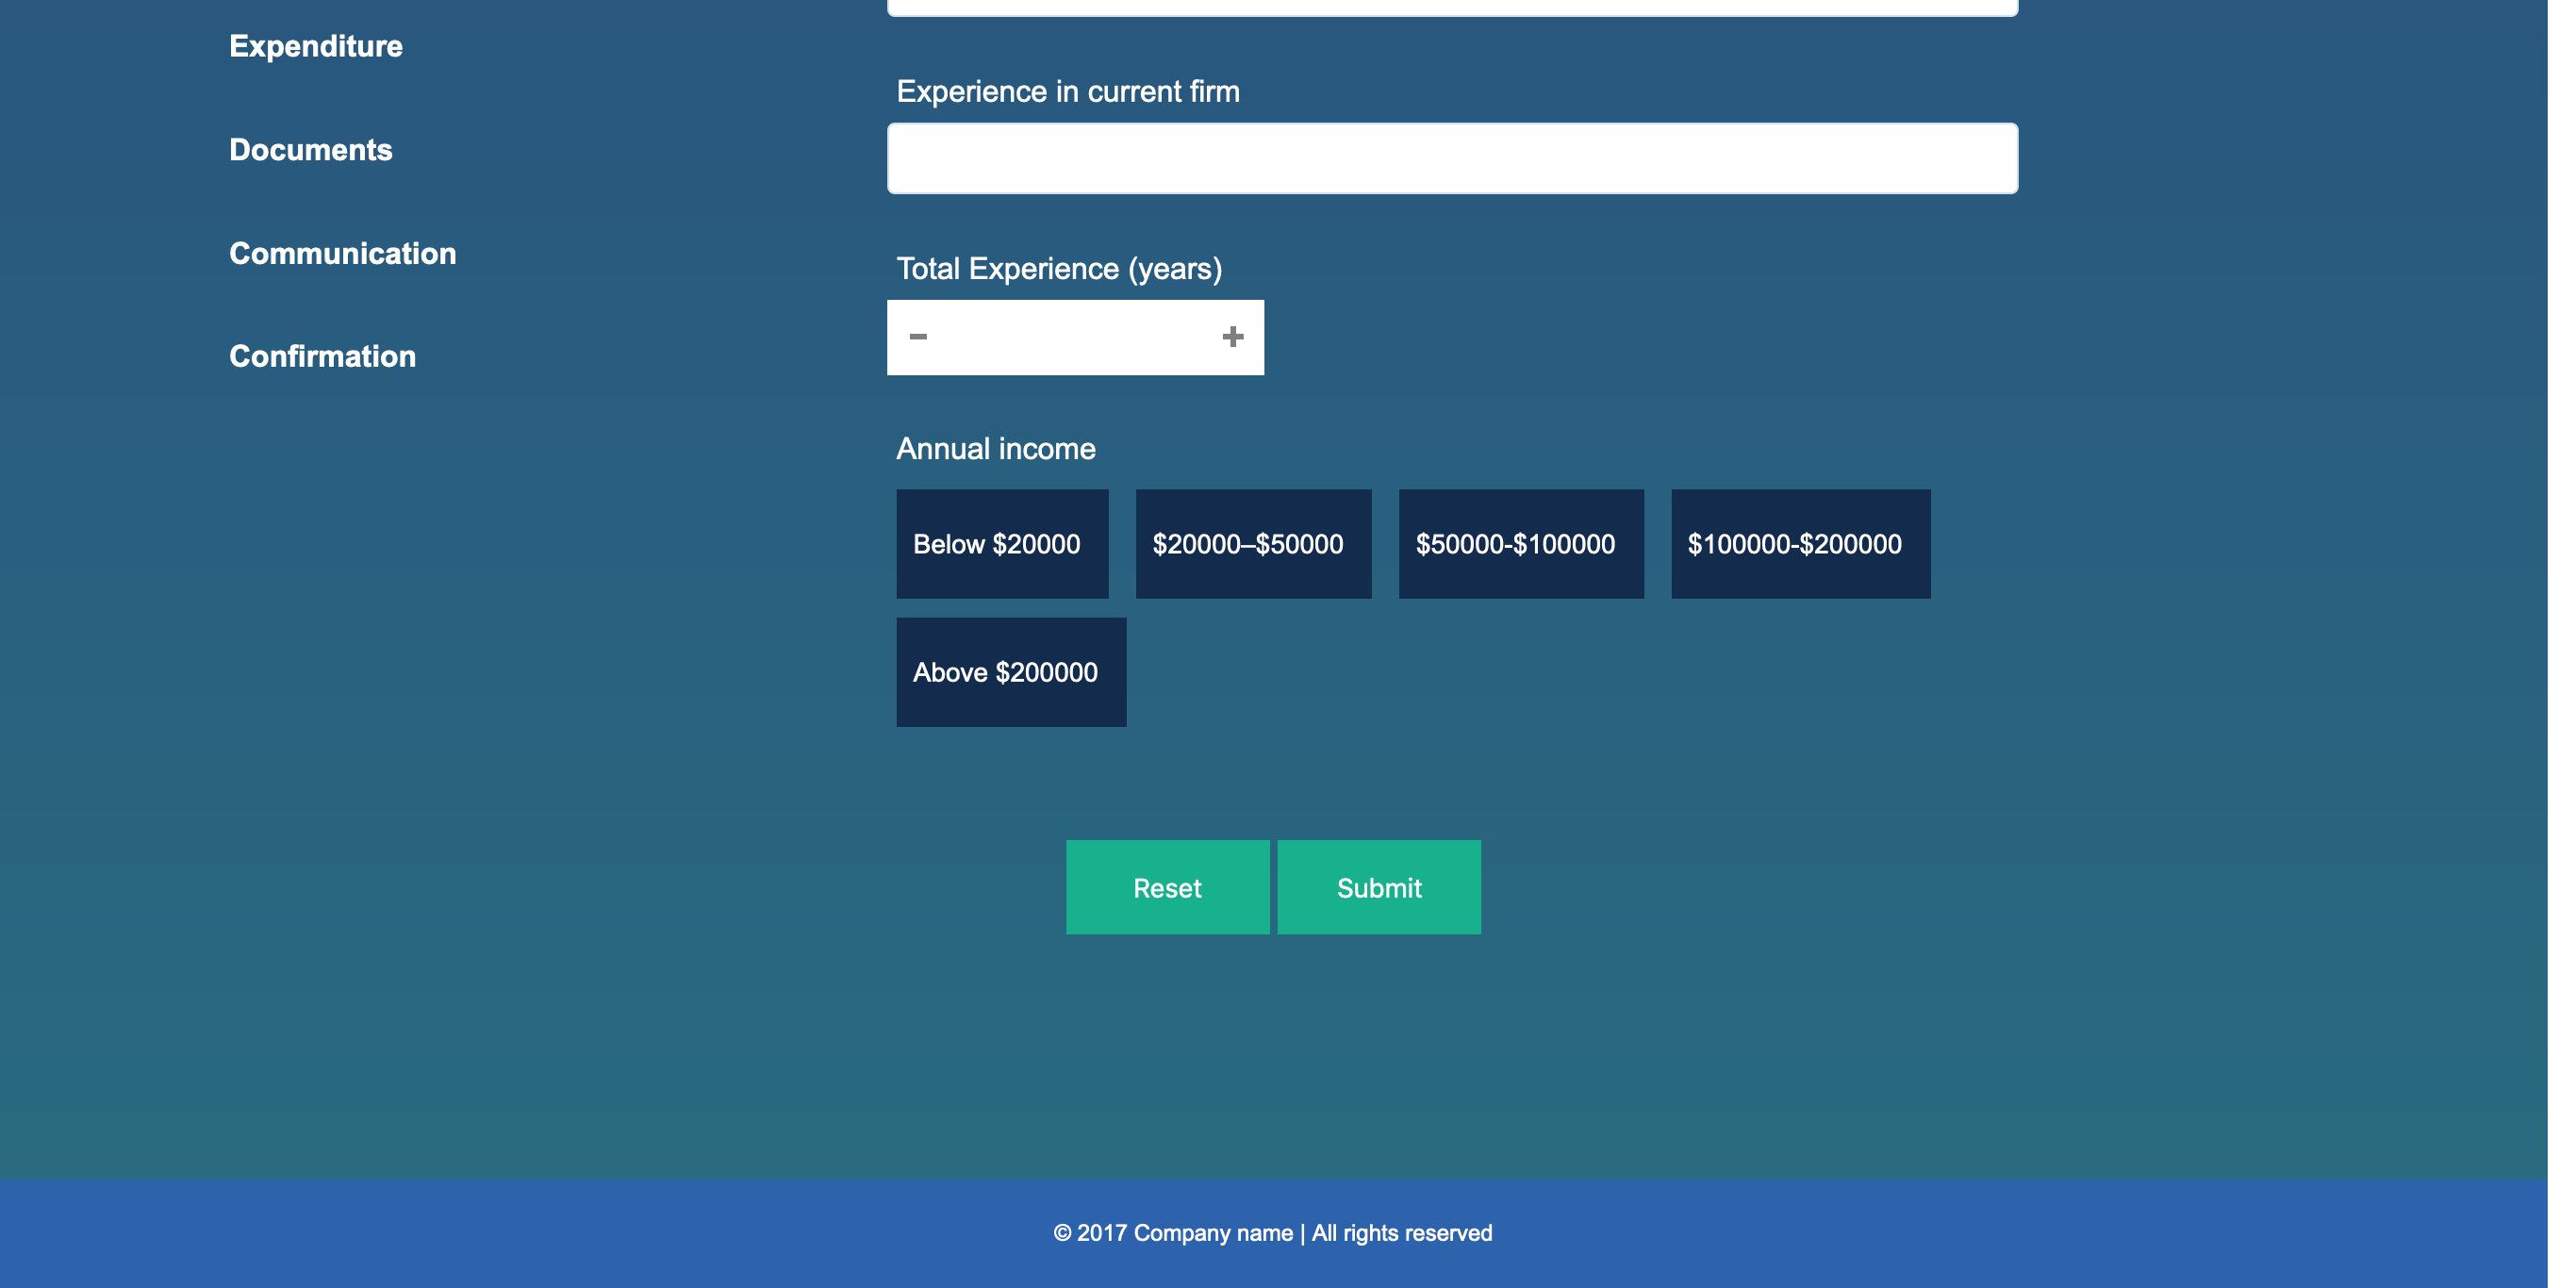 Expenditure
Documents
Communication
Confirmation
Experience in current firm
Total Experience (years)
Annual income
Below $20000
$20000–$50000
$50000-$100000
$100000-$200000
Above $200000
Reset
Submit
© 2017 Company name | All rights reserved